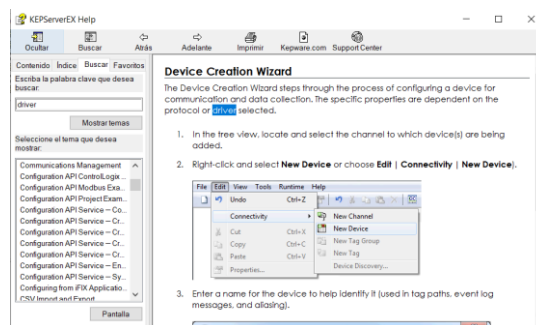 KEPServerEX Help
Ocultar Buscar Atrás Adelante Imprimir Kepware.com Support Center
Contenido Índice Buscar Favoritos
Escriba la palabra clave que desea
buscar:
driver
Mostrar temas
Seleccione el tema que desea
mostrar:
Communications Management
Configuration API ControlLogix ...
Configuration API Modbus Exa...
Configuration API Project Exam...
Configuration API Service — Co...
Configuration API Service — Cr...
Configuration API Service — Cr...
Configuration API Service — Cr...
Configuration API Service — Cr...
Configuration API Service — En...
Configuration API Service — Sy...
Configuring from iFIX Applicatio...
CSV Import and Export
Pantalla
Device Creation Wizard
The Device Creation Wizard steps through the process of configuring a device for
communication and data collection. The specific properties are dependent on the
protocol or driver selected.
1. In the tree view, locate and select the channel to which device(s) are being
added.
2. Right-click and select New Device or choose Edit | Connectivity | New Device).
File Edit View Tools Runtime Help
Undo Ctrl+Z
Connectivity New Channel
Cut Ctrl+X New Device
Copy Ctrl+C New Tag Group
Paste Ctrl+V New Tag
Properties... Device Discovery...
3. Enter a name for the device to help identify it (used in tag paths, event log
messages, and aliasing).